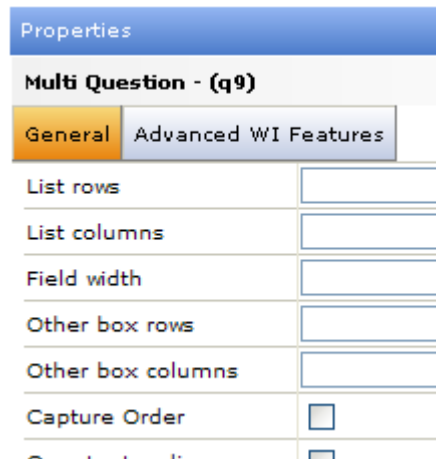 Properties
Multi Question - (q9)
General Advanced WI Features
List rows
List columns
Field width
Other box rows
Other box columns
Capture Order